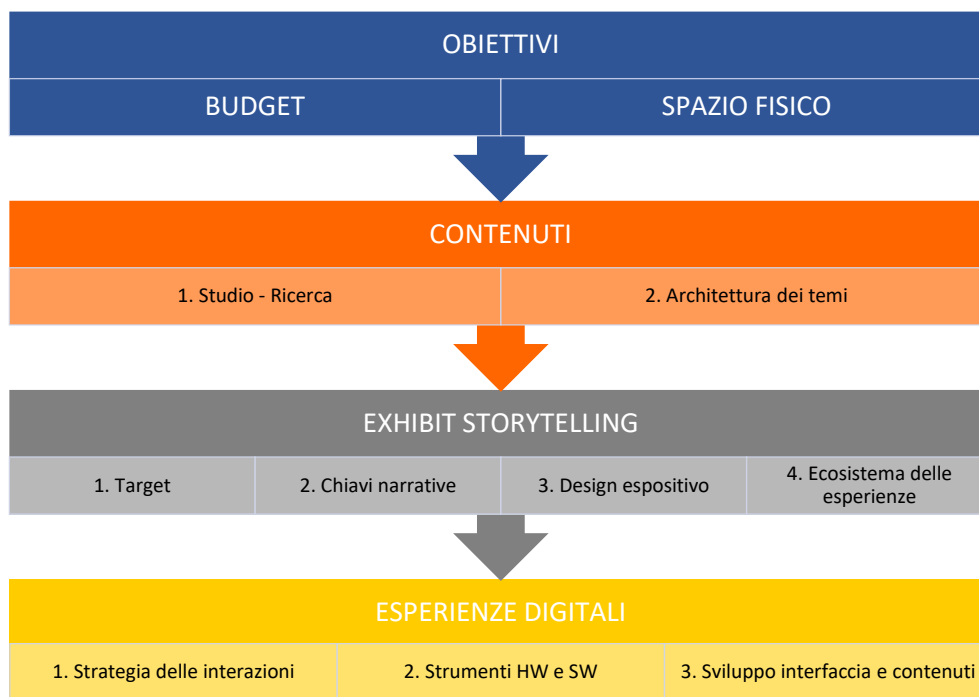 OBIETTIVI
BUDGET
SPAZIO FISICO
CONTENUTI
1. Studio - Ricerca
2. Architettura dei temi
EXHIBIT STORYTELLING
1. Target
2. Chiavi narrative
3. Design espositivo
4. Ecosistema delle
esperienze
ESPERIENZE DIGITALI
1. Strategia delle interazioni
2. Strumenti HW e SW
3. Sviluppo interfaccia e contenuti